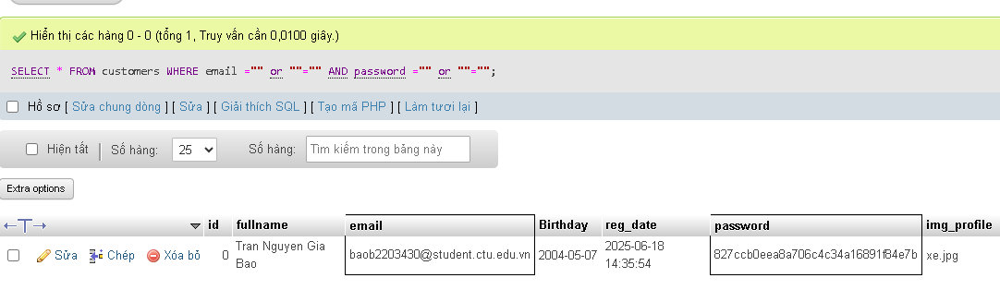 Hiển thị các hàng 0 - 0 (tổng 1, Truy vấn cần 0,0100 giây.)
SELECT * FROM customers WHERE email ="" or ""="" AND password ="" or ""="";
Hồ sơ [ Sửa chung dòng ] [ Sửa ] [ Giải thích SQL ] [ Tạo mã PHP ] [ Làm tươi lại ]
Hiện tất | Số hàng: 25 Số hàng: Tìm kiếm trong bảng này
Extra options
←T→ id fullname email Birthday reg_date password img_profile
Sửa Chép Xóa bỏ 0 Tran Nguyen Gia Bao baob2203430@student.ctu.edu.vn 2004-05-07 2025-06-18 14:35:54 827ccb0eea8a706c4c34a16891f84e7b xe.jpg